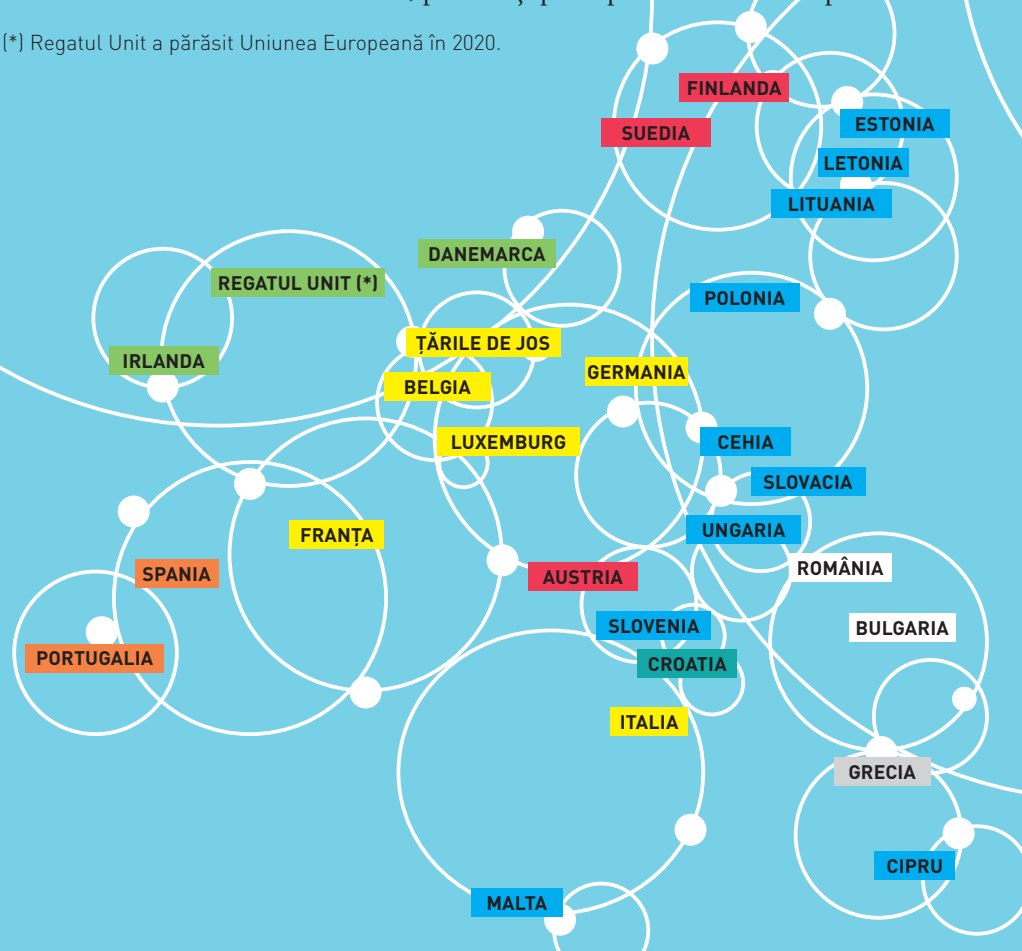 (*) Regatul Unit a părăsit Uniunea Europeană în 2020.
FINLANDA
SUEDIA
ESTONIA
LETONIA
LITUANIA
DANEMARCA
REGATUL UNIT (*)
POLONIA
ȚĂRILE DE JOS
IRLANDA
GERMANIA
BELGIA
LUXEMBURG
CEHIA
SLOVACIA
FRANȚA
UNGARIA
ROMÂNIA
SPANIA
AUSTRIA
SLOVENIA
BULGARIA
PORTUGALIA
CROATIA
ITALIA
GRECIA
CIPRU
MALTA